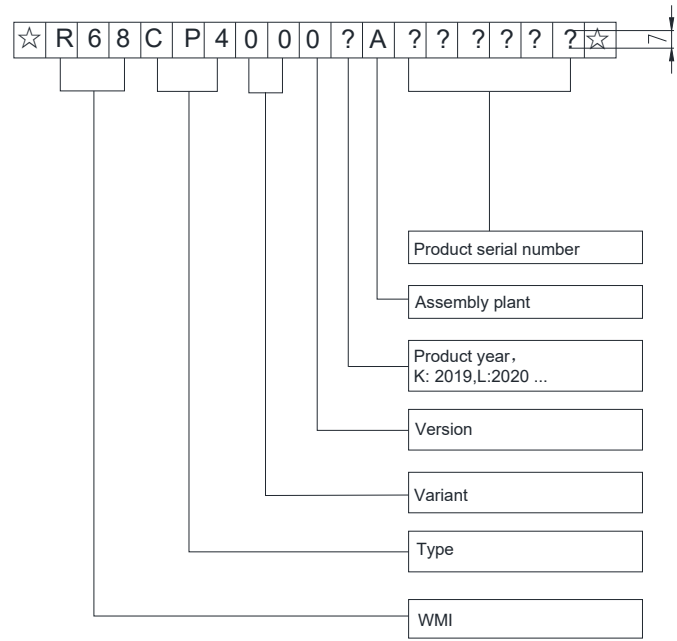 ☆R68CP4000?A??????☆
7
Product serial number
Assembly plant
Product year，
K: 2019,L:2020 ...
Version
Variant
Type
WMI